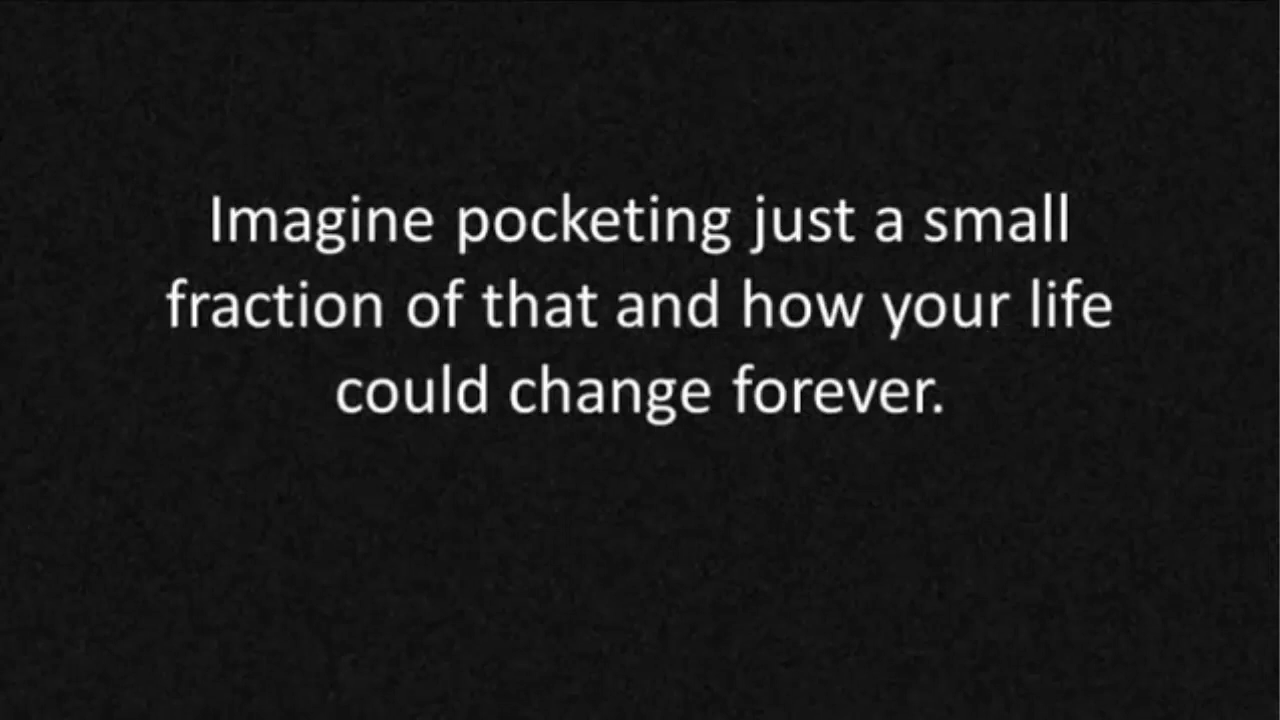 Imagine pocketing just a small
fraction of that and how your life
could change forever.